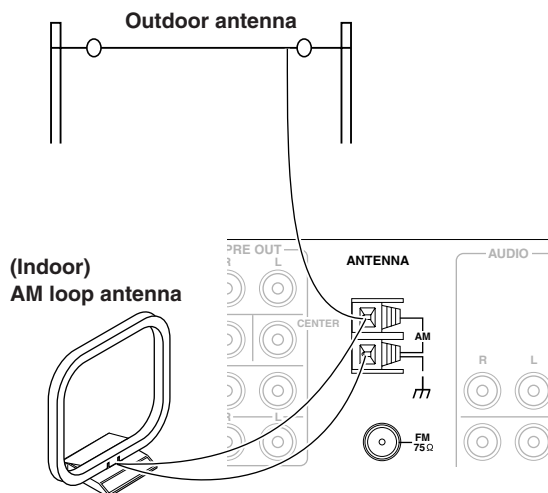 Outdoor antenna
(Indoor)
AM loop antenna
PRE OUT
R L
CENTER
R L
ANTENNA
AM
FM
75Ω
AUDIO
R L